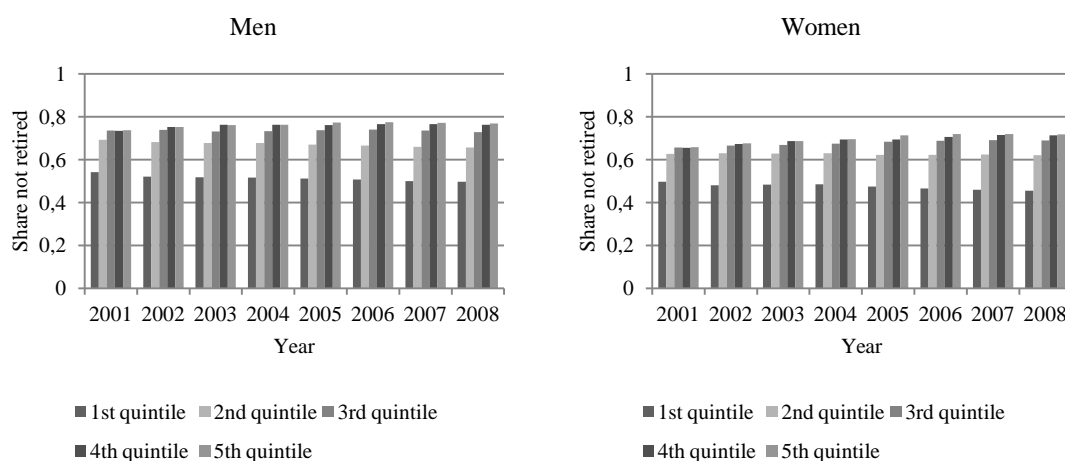 Men
Share not retired
1
0,8
0,6
0,4
0,2
0
2001 2002 2003 2004 2005 2006 2007 2008
Year
1st quintile 2nd quintile 3rd quintile
4th quintile 5th quintile
Women
Share not retired
1
0,8
0,6
0,4
0,2
0
2001 2002 2003 2004 2005 2006 2007 2008
Year
1st quintile 2nd quintile 3rd quintile
4th quintile 5th quintile